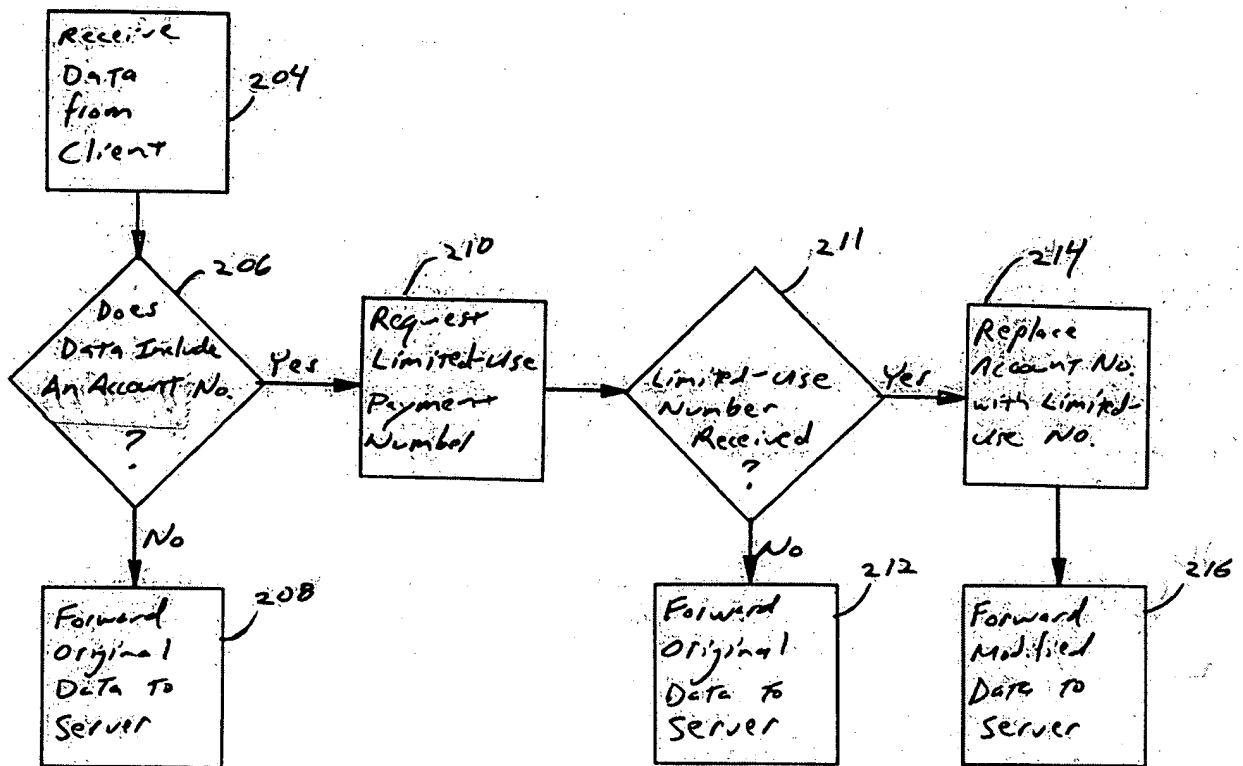 Receive
Data
from
Client
204
Does
Data Include
An Account No.
?
206
Yes
No
Forward
Original
Data To
Server
208
Request
Limited-Use
Payment
Number
210
Limited-Use
Number
Received
?
211
Yes
No
Forward
Original
Data To
Server
212
Replace
Account No.
with Limited-
Use No.
214
Forward
Modified
Data To
Server
216